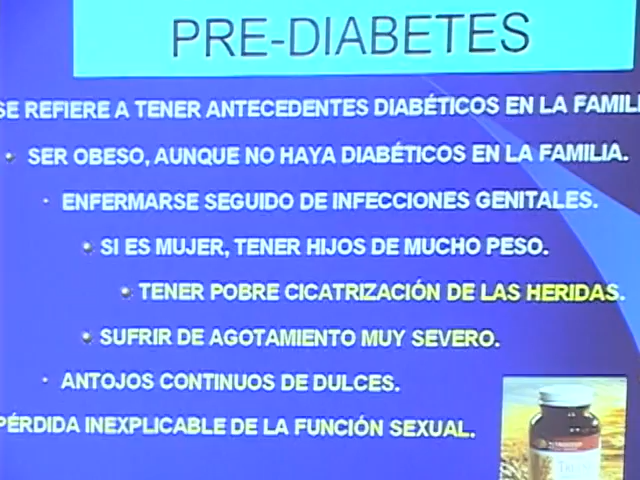 PRE-DIABETES
SE REFIERE A TENER ANTECEDENTES DIABÉTICOS EN LA FAMILI
SER OBESO, AUNQUE NO HAYA DIABÉTICOS EN LA FAMILIA.
ENFERMARSE SEGUIDO DE INFECCIONES GENITALES.
SI ES MUJER, TENER HIJOS DE MUCHO PESO.
TENER POBRE CICATRIZACIÓN DE LAS HERIDAS.
SUFRIR DE AGOTAMIENTO MUY SEVERO.
ANTOJOS CONTINUOS DE DULCES.
PÉRDIDA INEXPLICABLE DE LA FUNCIÓN SEXUAL.